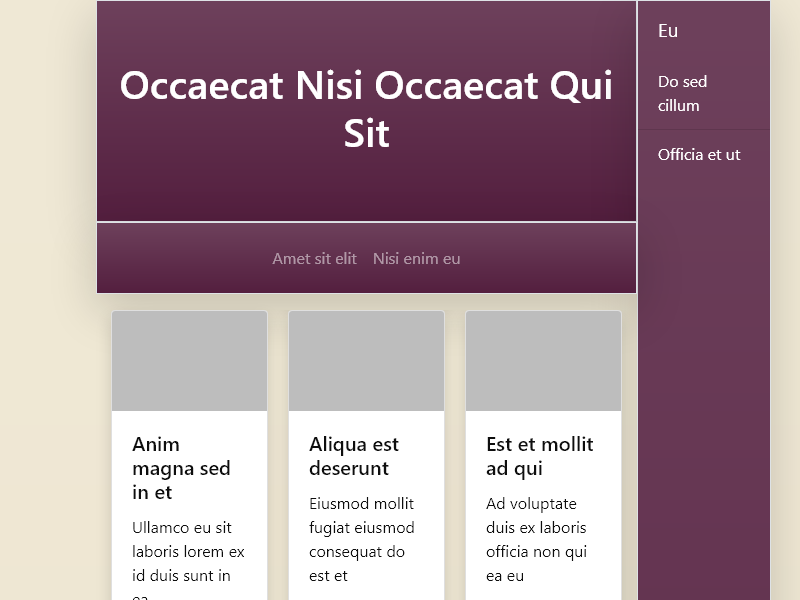 Occaecat Nisi Occaecat Qui
Sit
Amet sit elit Nisi enim eu
Eu
Do sed
cillum
Officia et ut
Anim
magna sed
in et
Ullamco eu sit
laboris lorem ex
id duis sunt in
ea
Aliqua est
deserunt
Eiusmod mollit
fugiat eiusmod
consequat do
est et
Est et mollit
ad qui
Ad voluptate
duis ex laboris
officia non qui
ea eu